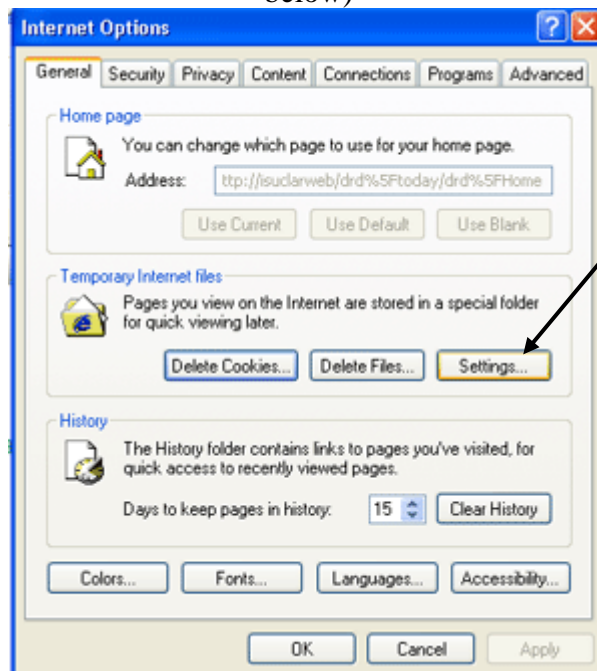 below)
Internet Options
General Security Privacy Content Connections Programs Advanced
Home page
You can change which page to use for your home page.
Address: ttp://isuclarweb/drd%5Ftoday/drd%5FHome
Use Current Use Default Use Blank
Temporary Internet files
Pages you view on the Internet are stored in a special folder
for quick viewing later.
Delete Cookies... Delete Files... Settings...
History
The History folder contains links to pages you've visited, for
quick access to recently viewed pages.
Days to keep pages in history: 15 Clear History
Colors... Fonts... Languages... Accessibility...
OK Cancel Apply